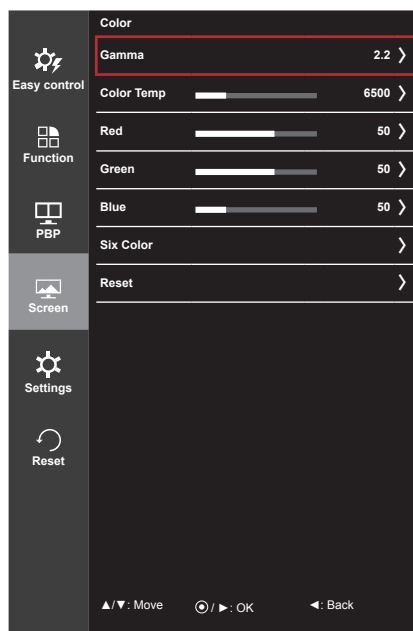 Color
Gamma 2.2
Easy control
Color Temp 6500
Red 50
Function
Green 50
Blue 50
PBP
Six Color
Reset
Screen
Settings
Reset
▲/▼: Move ⦿ / ►: OK ◄: Back